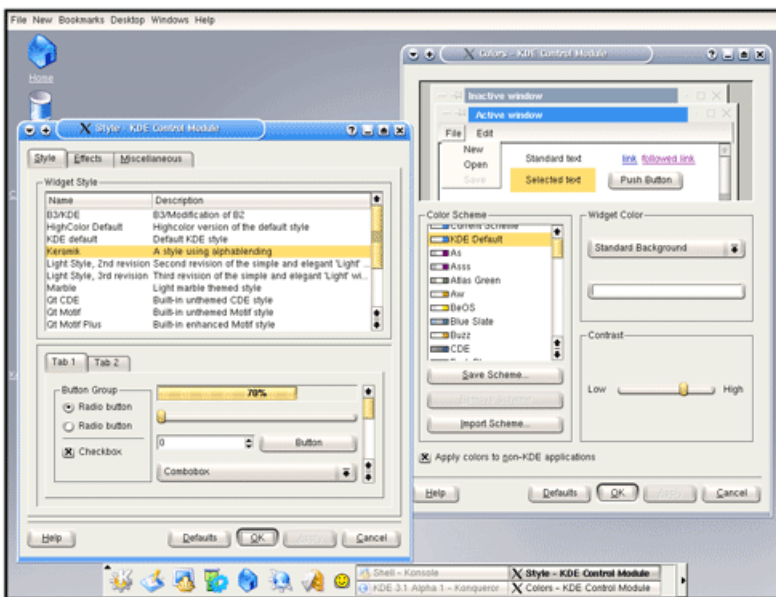 File New Bookmarks Desktop Windows Help
Home
Style - KDE Control Module
Style Effects Miscellaneous
Widget Style
Name Description
B3/KDE B3/Modification of B2
HighColor Default Highcolor version of the default style
KDE default Default KDE style
Keramik A style using alphablending
Light Style, 2nd revision Second revision of the simple and elegant 'Light' ...
Light Style, 3rd revision Third revision of the simple and elegant 'Light' wi...
Marble Light marble themed style
Qt CDE Built-in unthemed CDE style
Qt Motif Built-in unthemed Motif style
Qt Motif Plus Built-in enhanced Motif style
Tab 1 Tab 2
Button Group
70%
Radio button
Radio button
0 Button
Checkbox
Combobox
Help Defaults OK Apply Cancel
Colors - KDE Control Module
Inactive window
Active window
File Edit
New
Open
Save
Standard text link followed link
Selected text Push Button
Color Scheme
Current Scheme
KDE Default
As
Asss
Atlas Green
Aw
BeOS
Blue Slate
Buzz
CDE
Save Scheme...
Import Scheme...
Widget Color
Standard Background
Contrast
Low High
Apply colors to non-KDE applications
Help Defaults OK Apply Cancel
Shell - Konsole Style - KDE Control Module
KDE 3.1 Alpha 1 - Konqueror Colors - KDE Control Module